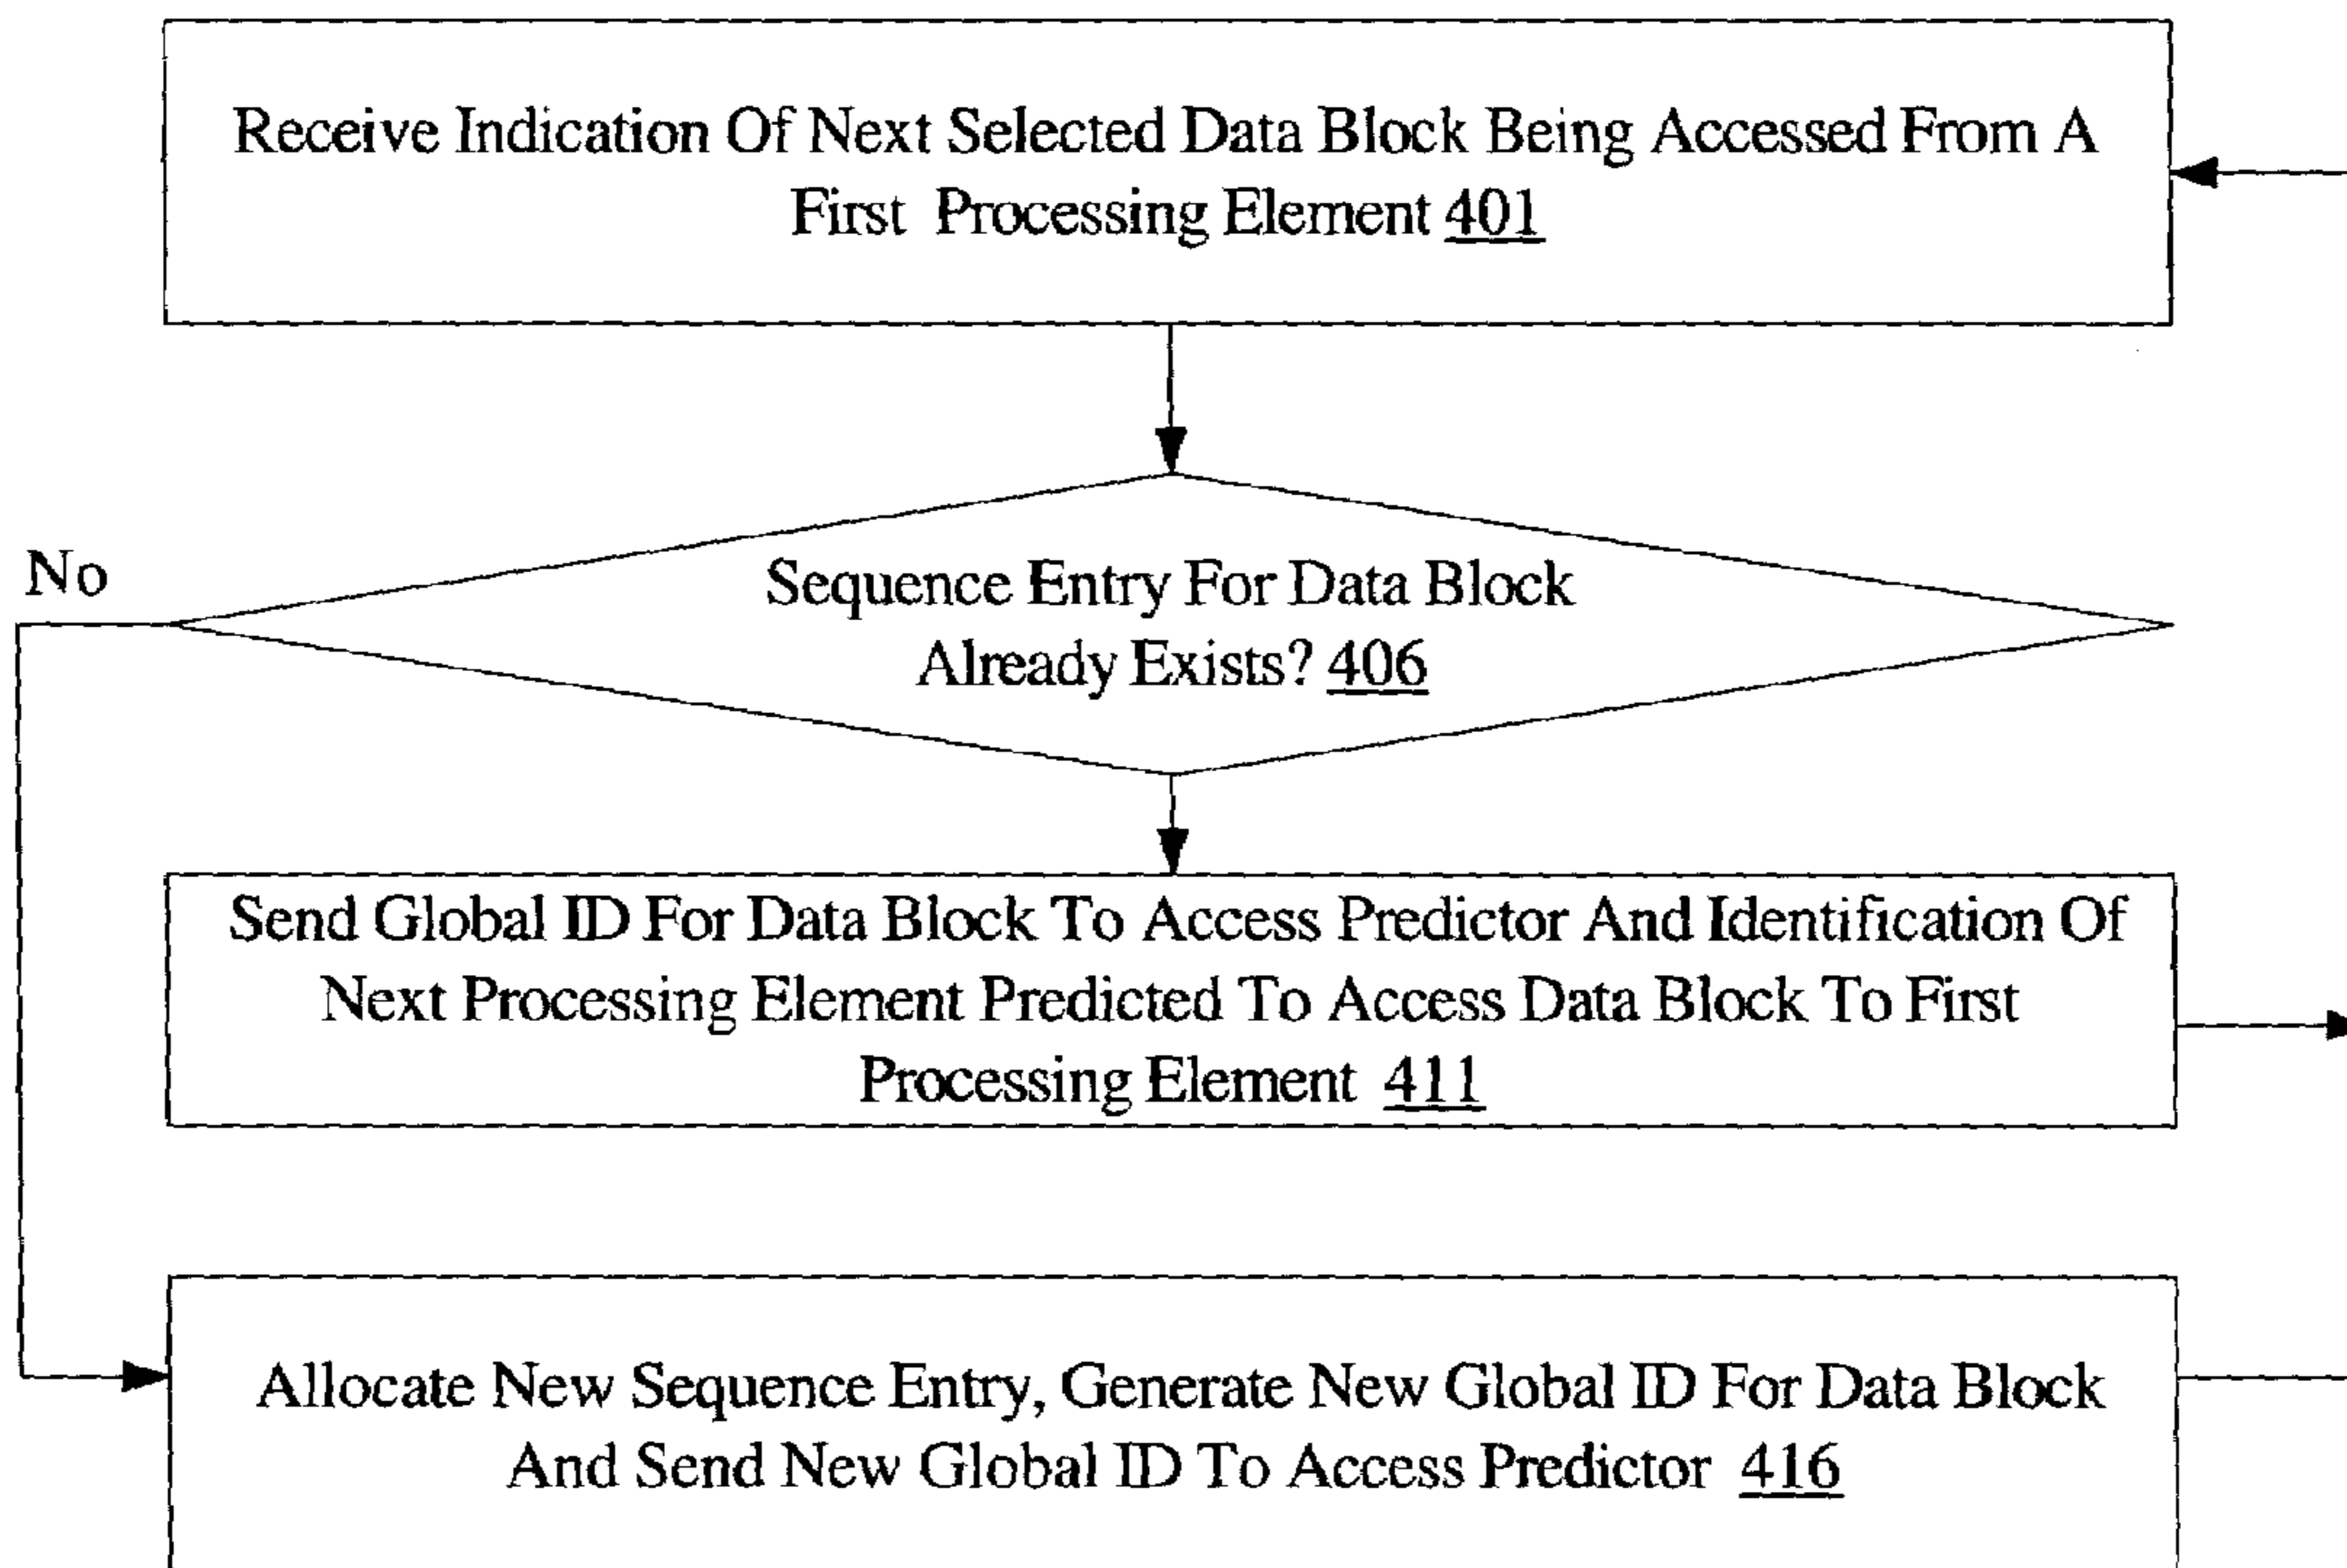 Receive Indication Of Next Selected Data Block Being Accessed From A
First Processing Element 401
No
Sequence Entry For Data Block
Already Exists? 406
Send Global ID For Data Block To Access Predictor And Identification Of
Next Processing Element Predicted To Access Data Block To First
Processing Element 411
Allocate New Sequence Entry, Generate New Global ID For Data Block
And Send New Global ID To Access Predictor 416